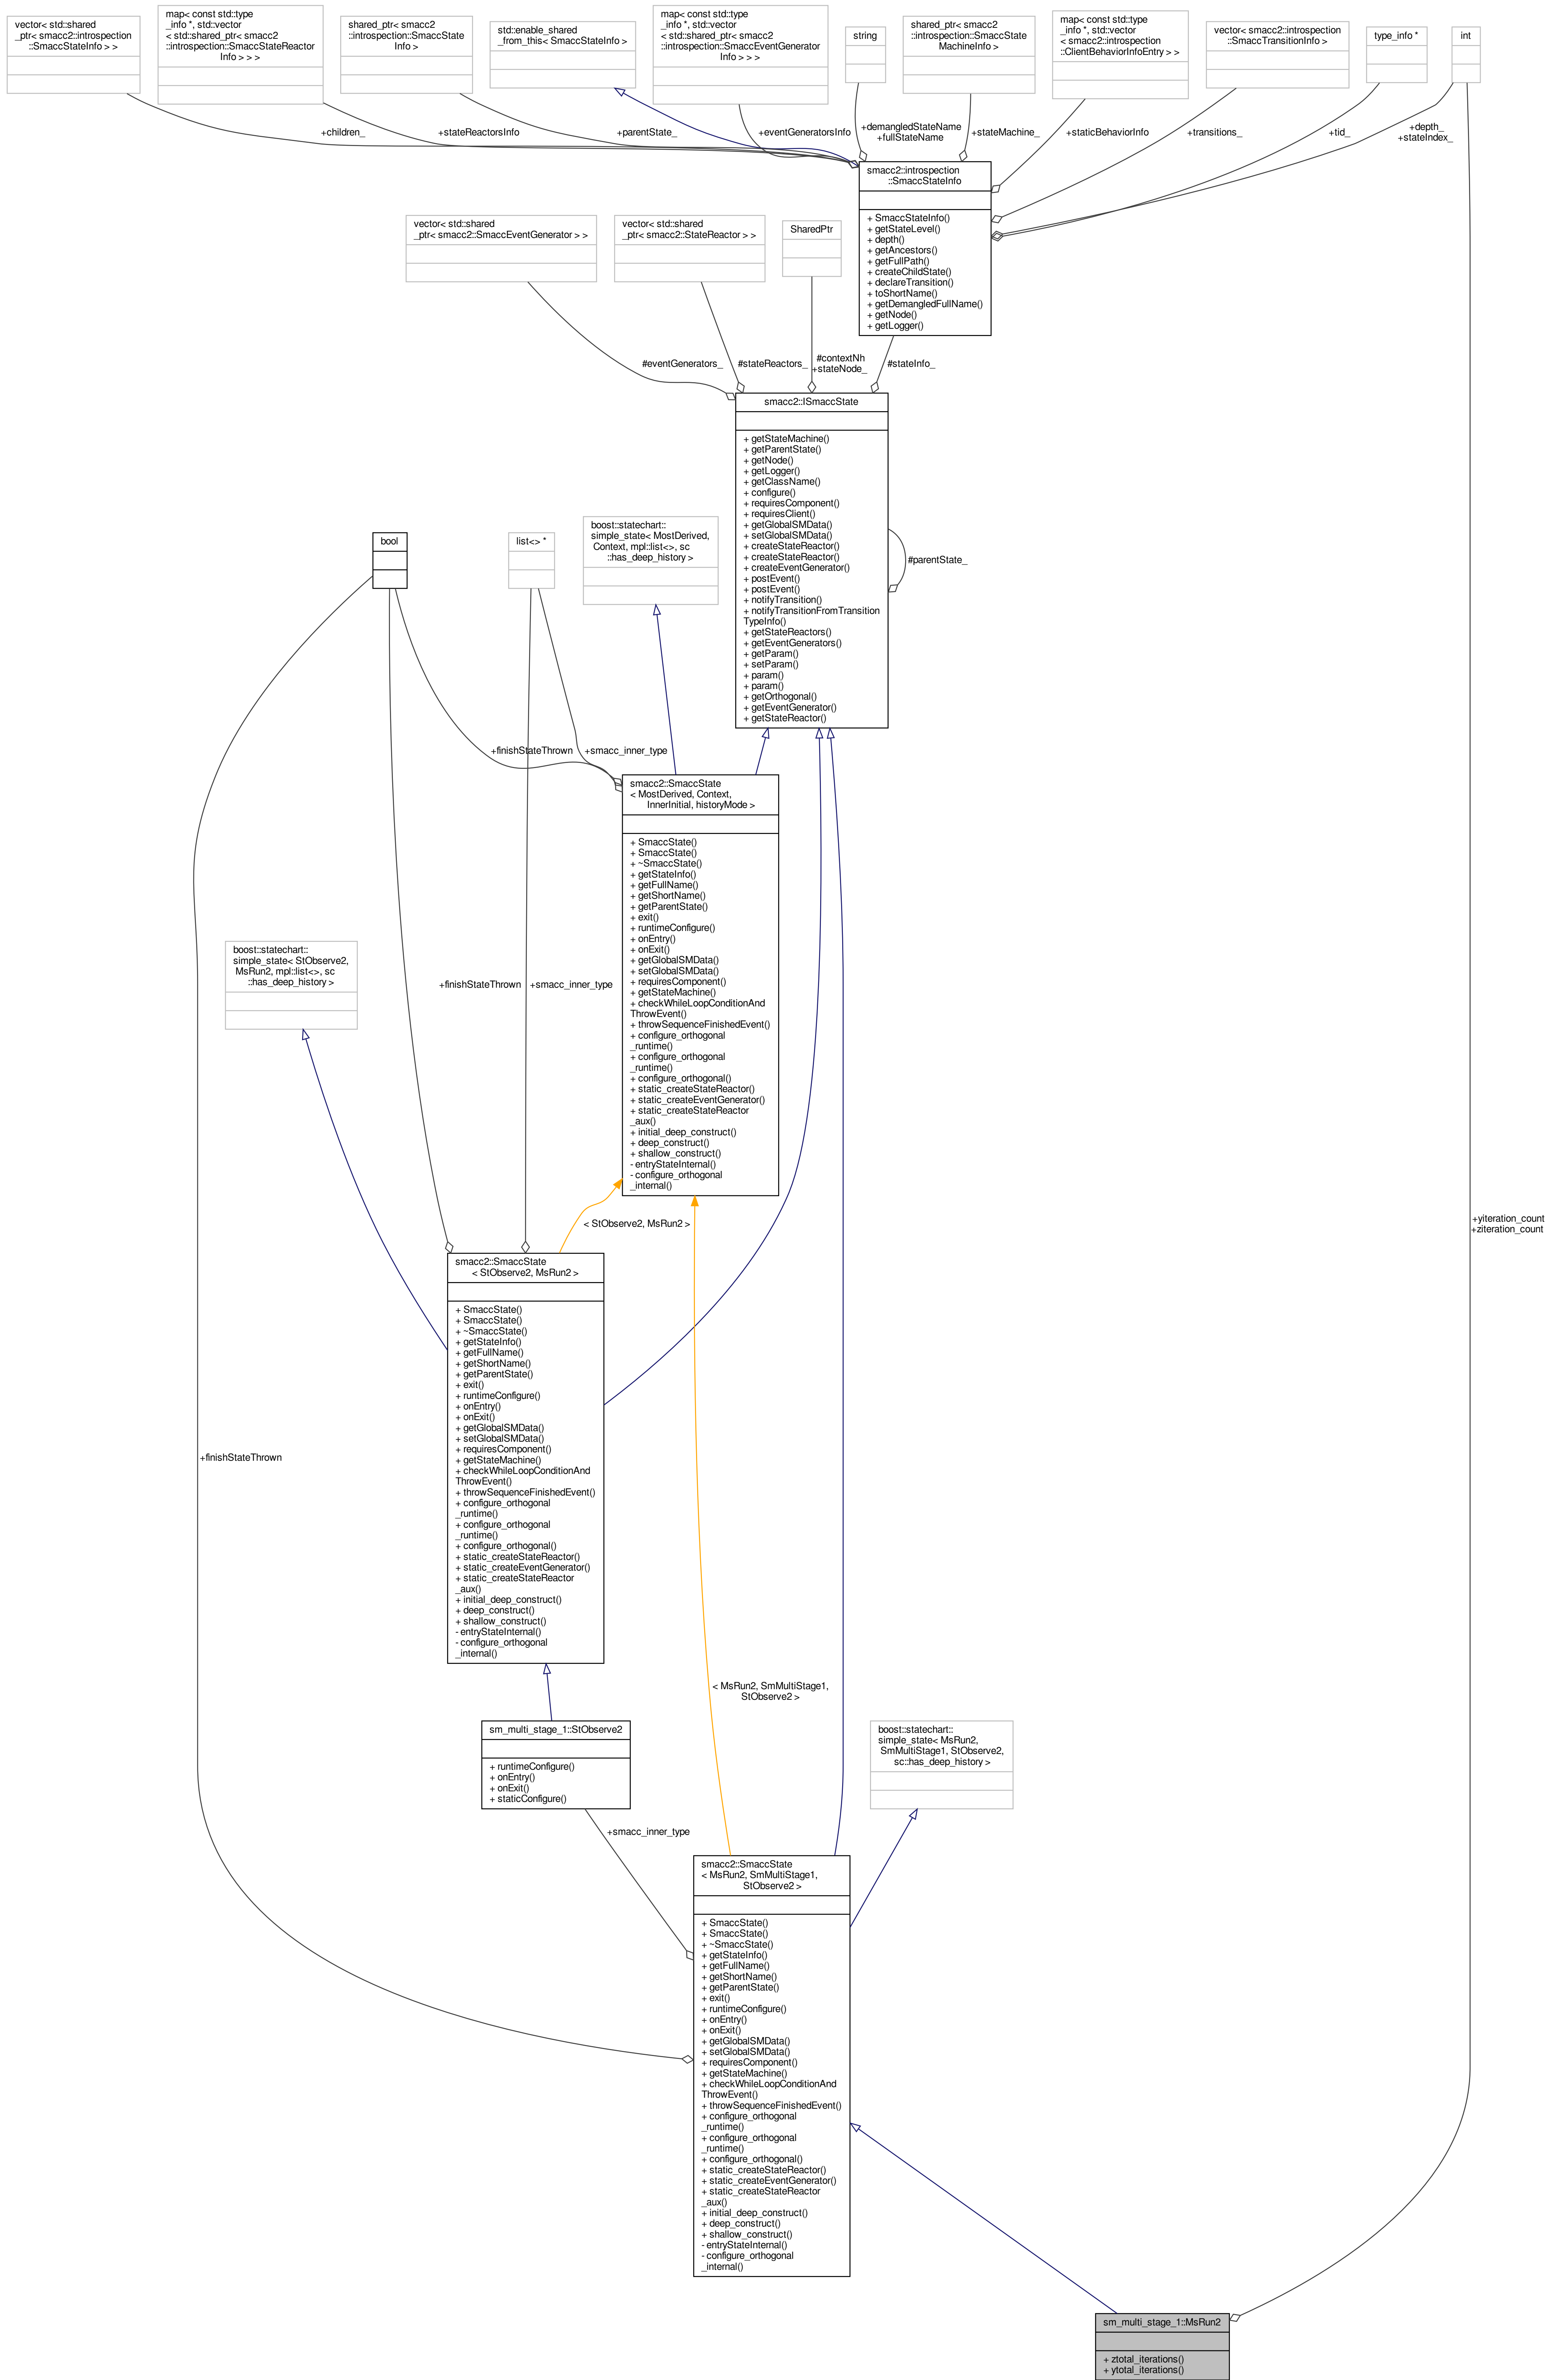 vector< std::shared
_ptr< smacc2::introspection
::SmaccStateInfo > >
map< const std::type
_info *, std::vector
< std::shared_ptr< smacc2
::introspection::SmaccStateReactor
Info > > >
shared_ptr< smacc2
::introspection::SmaccState
Info >
std::enable_shared
_from_this< SmaccStateInfo >
map< const std::type
_info *, std::vector
< std::shared_ptr< smacc2
::introspection::SmaccEventGenerator
Info > > >
string
shared_ptr< smacc2
::introspection::SmaccState
MachineInfo >
map< const std::type
_info *, std::vector
< smacc2::introspection
::ClientBehaviorInfoEntry > >
vector< smacc2::introspection
::SmaccTransitionInfo >
type_info *
int
+children_
+stateReactorsInfo
+parentState_
+eventGeneratorsInfo
+demangledStateName
+fullStateName
+stateMachine_
+staticBehaviorInfo
+transitions_
+tid_
+depth_
+stateIndex_
smacc2::introspection
::SmaccStateInfo
+ SmaccStateInfo()
+ getStateLevel()
+ depth()
+ getAncestors()
+ getFullPath()
+ createChildState()
+ declareTransition()
+ toShortName()
+ getDemangledFullName()
+ getNode()
+ getLogger()
vector< std::shared
_ptr< smacc2::SmaccEventGenerator > >
vector< std::shared
_ptr< smacc2::StateReactor > >
SharedPtr
#eventGenerators_
#stateReactors_
#contextNh
+stateNode_
#stateInfo_
smacc2::ISmaccState
+ getStateMachine()
+ getParentState()
+ getNode()
+ getLogger()
+ getClassName()
+ configure()
+ requiresComponent()
+ requiresClient()
+ getGlobalSMData()
+ setGlobalSMData()
+ createStateReactor()
+ createStateReactor()
+ createEventGenerator()
+ postEvent()
+ postEvent()
+ notifyTransition()
+ notifyTransitionFromTransition
TypeInfo()
+ getStateReactors()
+ getEventGenerators()
+ getParam()
+ setParam()
+ param()
+ param()
+ getOrthogonal()
+ getEventGenerator()
+ getStateReactor()
#parentState_
bool
list<> *
boost::statechart::
simple_state< MostDerived,
Context, mpl::list<>, sc
::has_deep_history >
+finishStateThrown
+smacc_inner_type
smacc2::SmaccState
< MostDerived, Context,
InnerInitial, historyMode >
+ SmaccState()
+ SmaccState()
+ ~SmaccState()
+ getStateInfo()
+ getFullName()
+ getShortName()
+ getParentState()
+ exit()
+ runtimeConfigure()
+ onEntry()
+ onExit()
+ getGlobalSMData()
+ setGlobalSMData()
+ requiresComponent()
+ getStateMachine()
+ checkWhileLoopConditionAnd
ThrowEvent()
+ throwSequenceFinishedEvent()
+ configure_orthogonal
_runtime()
+ configure_orthogonal
_runtime()
+ configure_orthogonal()
+ static_createStateReactor()
+ static_createEventGenerator()
+ static_createStateReactor
_aux()
+ initial_deep_construct()
+ deep_construct()
+ shallow_construct()
- entryStateInternal()
- configure_orthogonal
_internal()
boost::statechart::
simple_state< StObserve2,
MsRun2, mpl::list<>, sc
::has_deep_history >
+finishStateThrown
+smacc_inner_type
< StObserve2, MsRun2 >
+yiteration_count
+ziteration_count
smacc2::SmaccState
< StObserve2, MsRun2 >
+ SmaccState()
+ SmaccState()
+ ~SmaccState()
+ getStateInfo()
+ getFullName()
+ getShortName()
+ getParentState()
+ exit()
+ runtimeConfigure()
+ onEntry()
+ onExit()
+ getGlobalSMData()
+ setGlobalSMData()
+ requiresComponent()
+ getStateMachine()
+ checkWhileLoopConditionAnd
ThrowEvent()
+ throwSequenceFinishedEvent()
+ configure_orthogonal
_runtime()
+ configure_orthogonal
_runtime()
+ configure_orthogonal()
+ static_createStateReactor()
+ static_createEventGenerator()
+ static_createStateReactor
_aux()
+ initial_deep_construct()
+ deep_construct()
+ shallow_construct()
- entryStateInternal()
- configure_orthogonal
_internal()
+finishStateThrown
< MsRun2, SmMultiStage1,
StObserve2 >
sm_multi_stage_1::StObserve2
+ runtimeConfigure()
+ onEntry()
+ onExit()
+ staticConfigure()
boost::statechart::
simple_state< MsRun2,
SmMultiStage1, StObserve2,
sc::has_deep_history >
+smacc_inner_type
smacc2::SmaccState
< MsRun2, SmMultiStage1,
StObserve2 >
+ SmaccState()
+ SmaccState()
+ ~SmaccState()
+ getStateInfo()
+ getFullName()
+ getShortName()
+ getParentState()
+ exit()
+ runtimeConfigure()
+ onEntry()
+ onExit()
+ getGlobalSMData()
+ setGlobalSMData()
+ requiresComponent()
+ getStateMachine()
+ checkWhileLoopConditionAnd
ThrowEvent()
+ throwSequenceFinishedEvent()
+ configure_orthogonal
_runtime()
+ configure_orthogonal
_runtime()
+ configure_orthogonal()
+ static_createStateReactor()
+ static_createEventGenerator()
+ static_createStateReactor
_aux()
+ initial_deep_construct()
+ deep_construct()
+ shallow_construct()
- entryStateInternal()
- configure_orthogonal
_internal()
sm_multi_stage_1::MsRun2
+ ztotal_iterations()
+ ytotal_iterations()